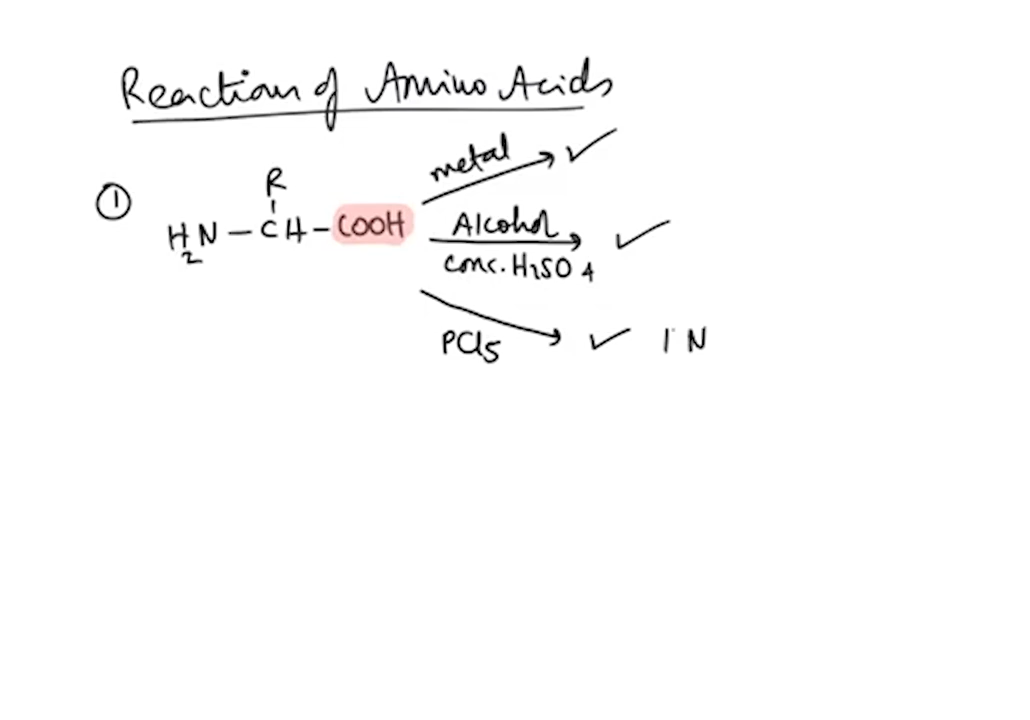 Reaction of Amino Acids
① H₂N – CH – COOH
R
metal → ✓
Alcohol → ✓
conc. H₂SO₄
PCl₅ → ✓ I N